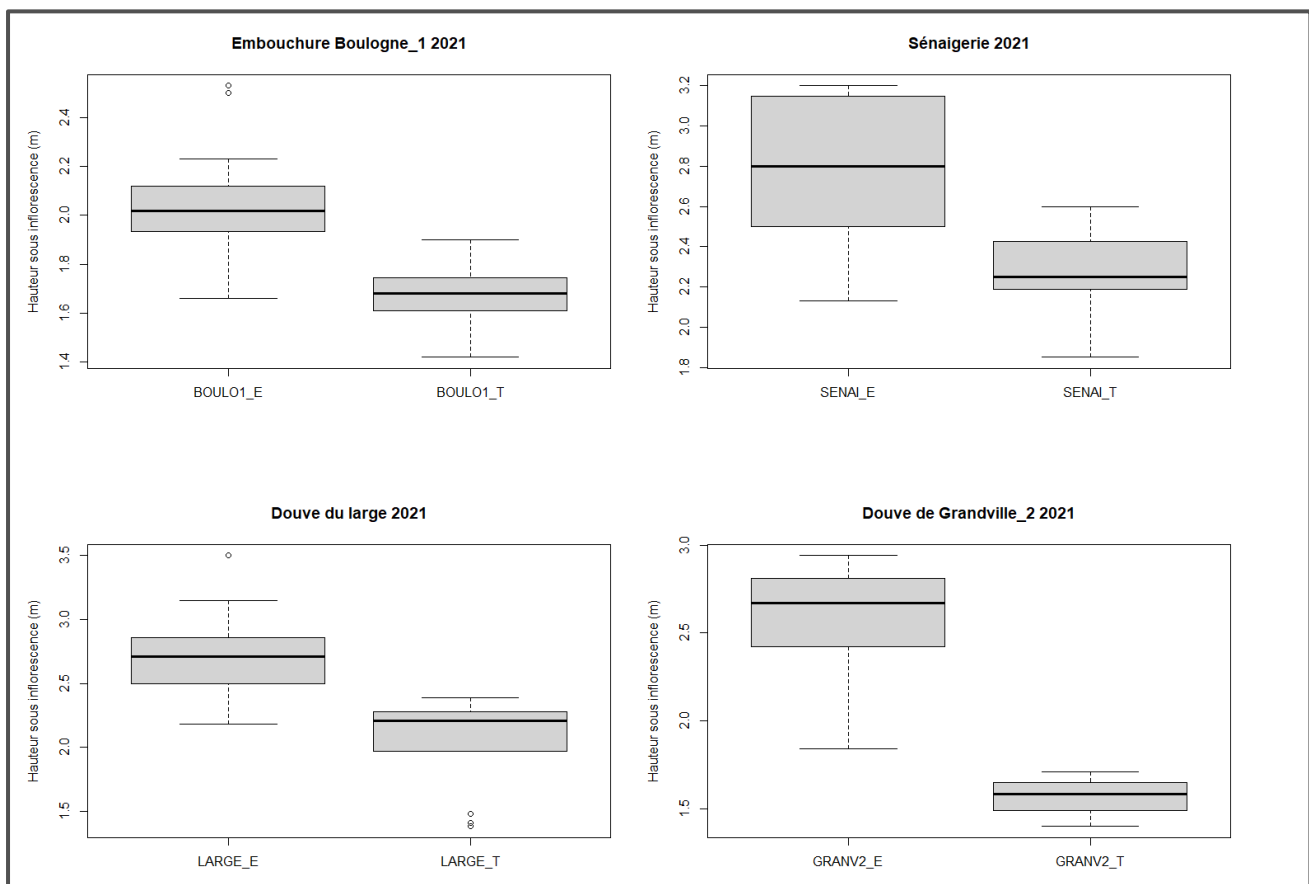 Embouchure Boulogne_1 2021
Hauteur sous inflorescence (m)
2.4
2.2
2.0
1.8
1.6
1.4
BOULO1_E BOULO1_T
Sénaigerie 2021
Hauteur sous inflorescence (m)
3.2
3.0
2.8
2.6
2.4
2.2
2.0
1.8
SENAI_E SENAI_T
Douve du large 2021
Hauteur sous inflorescence (m)
3.5
3.0
2.5
2.0
1.5
LARGE_E LARGE_T
Douve de Grandville_2 2021
Hauteur sous inflorescence (m)
3.0
2.5
2.0
1.5
GRANV2_E GRANV2_T